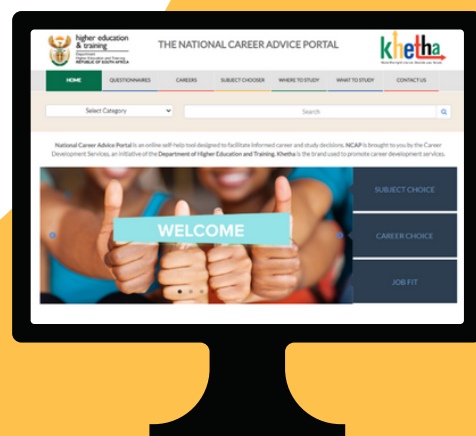 higher education
& training
Department:
Higher Education and Training
REPUBLIC OF SOUTH AFRICA
THE NATIONAL CAREER ADVICE PORTAL
khetha
HOME QUESTIONNAIRES CAREERS SUBJECT CHOOSER WHERE TO STUDY WHAT TO STUDY CONTACT US
Select Category Search
National Career Advice Portal is an online self-help tool designed to facilitate informed career and study decisions. NCAP is brought to you by the Career
Development Services, an initiative of the Department of Higher Education and Training. Khetha is the brand used to promote career development services.
WELCOME
SUBJECT CHOICE
CAREER CHOICE
JOB FIT